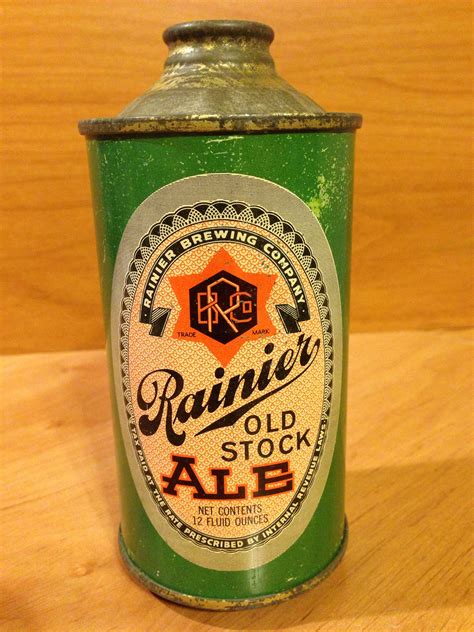 RAINIER BREWING COMPANY
RBCo
TRADE MARK
Rainier
OLD
STOCK
ALE
NET CONTENTS
12 FLUID OUNCES
TAX PAID AT THE RATE PRESCRIBED BY INTERNAL REVENUE LAWS